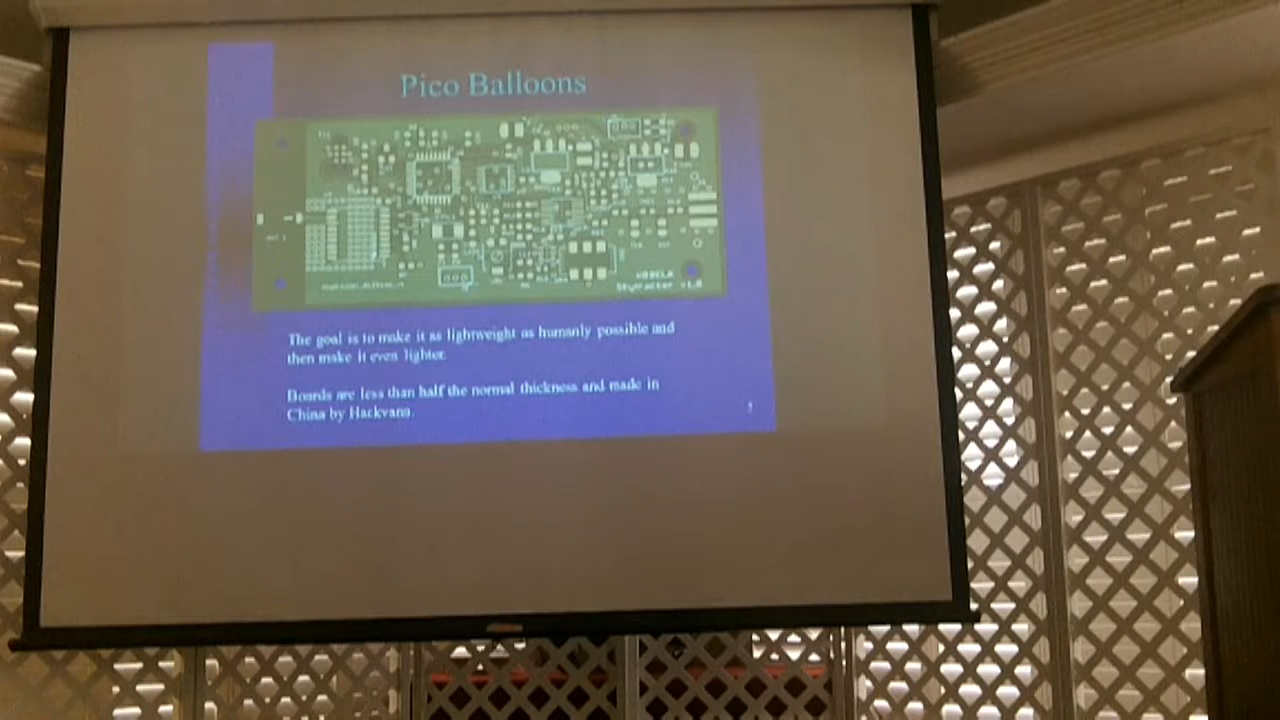 Pico Balloons
The goal is to make it as lightweight as humanly possible and
then make it even lighter.
Boards are less than half the normal thickness and made in
China by Hackvana.